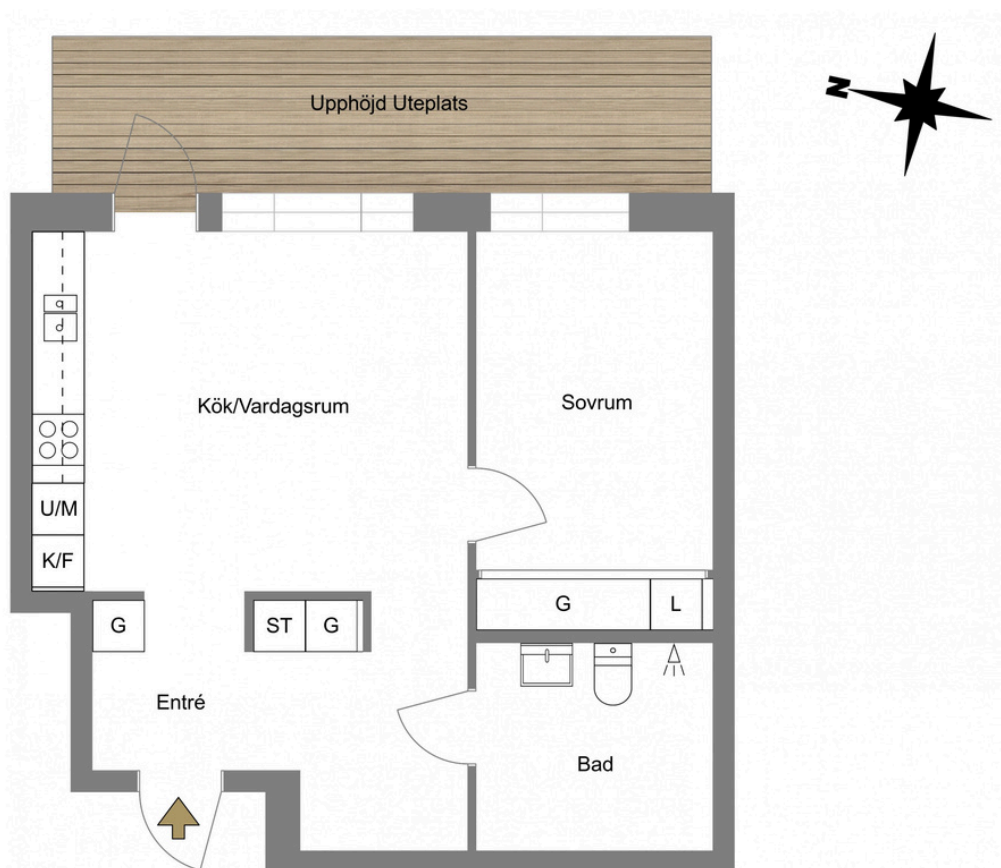 Upphöjd Uteplats
N
Kök/Vardagsrum
Sovrum
U/M
K/F
G
ST
G
G
L
Entré
Bad